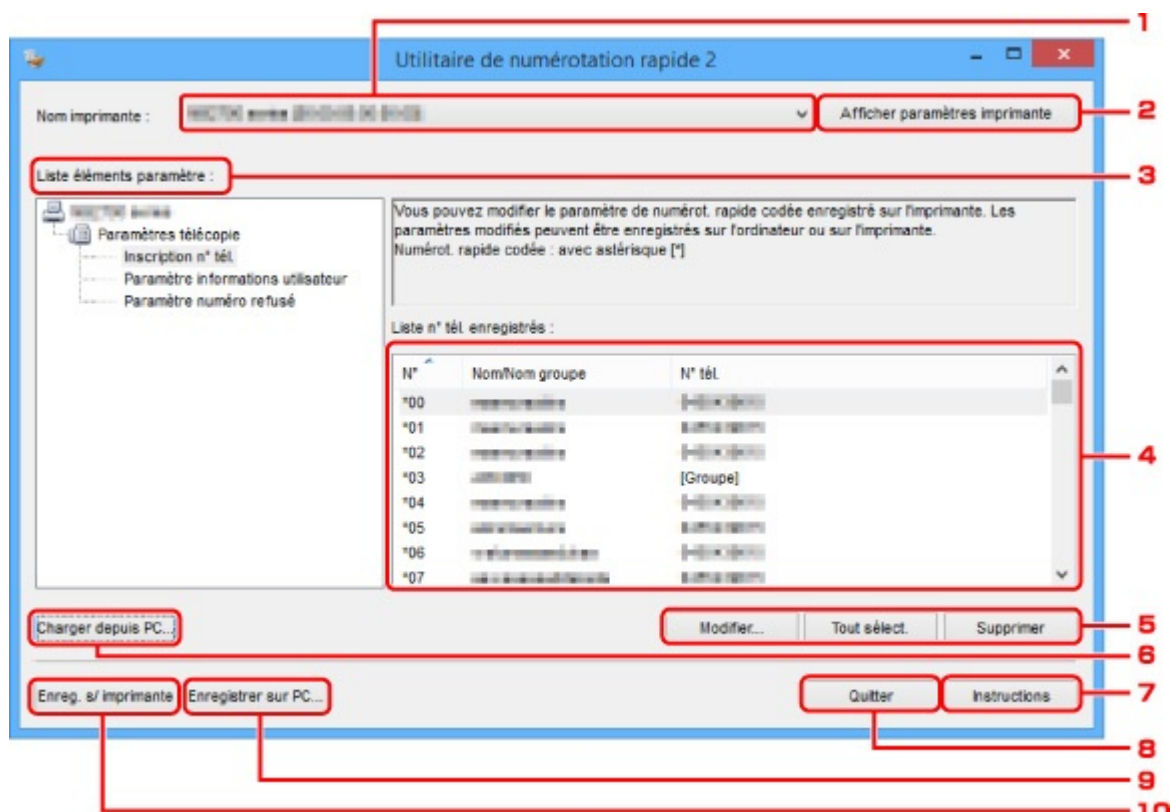 1
Utilitaire de numérotation rapide 2
Nom imprimante :
Afficher paramètres imprimante
2
Liste éléments paramètre :
3
Paramètres télécopie
Inscription n° tél.
Paramètre informations utilisateur
Paramètre numéro refusé
Vous pouvez modifier le paramètre de numérot. rapide codée enregistré sur l'imprimante. Les
paramètres modifiés peuvent être enregistrés sur l'ordinateur ou sur l'imprimante.
Numérot. rapide codée : avec astérisque [*]
Liste n° tél. enregistrés :
N° Nom/Nom groupe N° tél.
*00
*01
*02
*03 [Groupe]
*04
*05
*06
*07
4
Charger depuis PC...
Modifier... Tout sélect. Supprimer
5
6
Enreg. s/ imprimante Enregistrer sur PC... Quitter Instructions
7
8
9
10